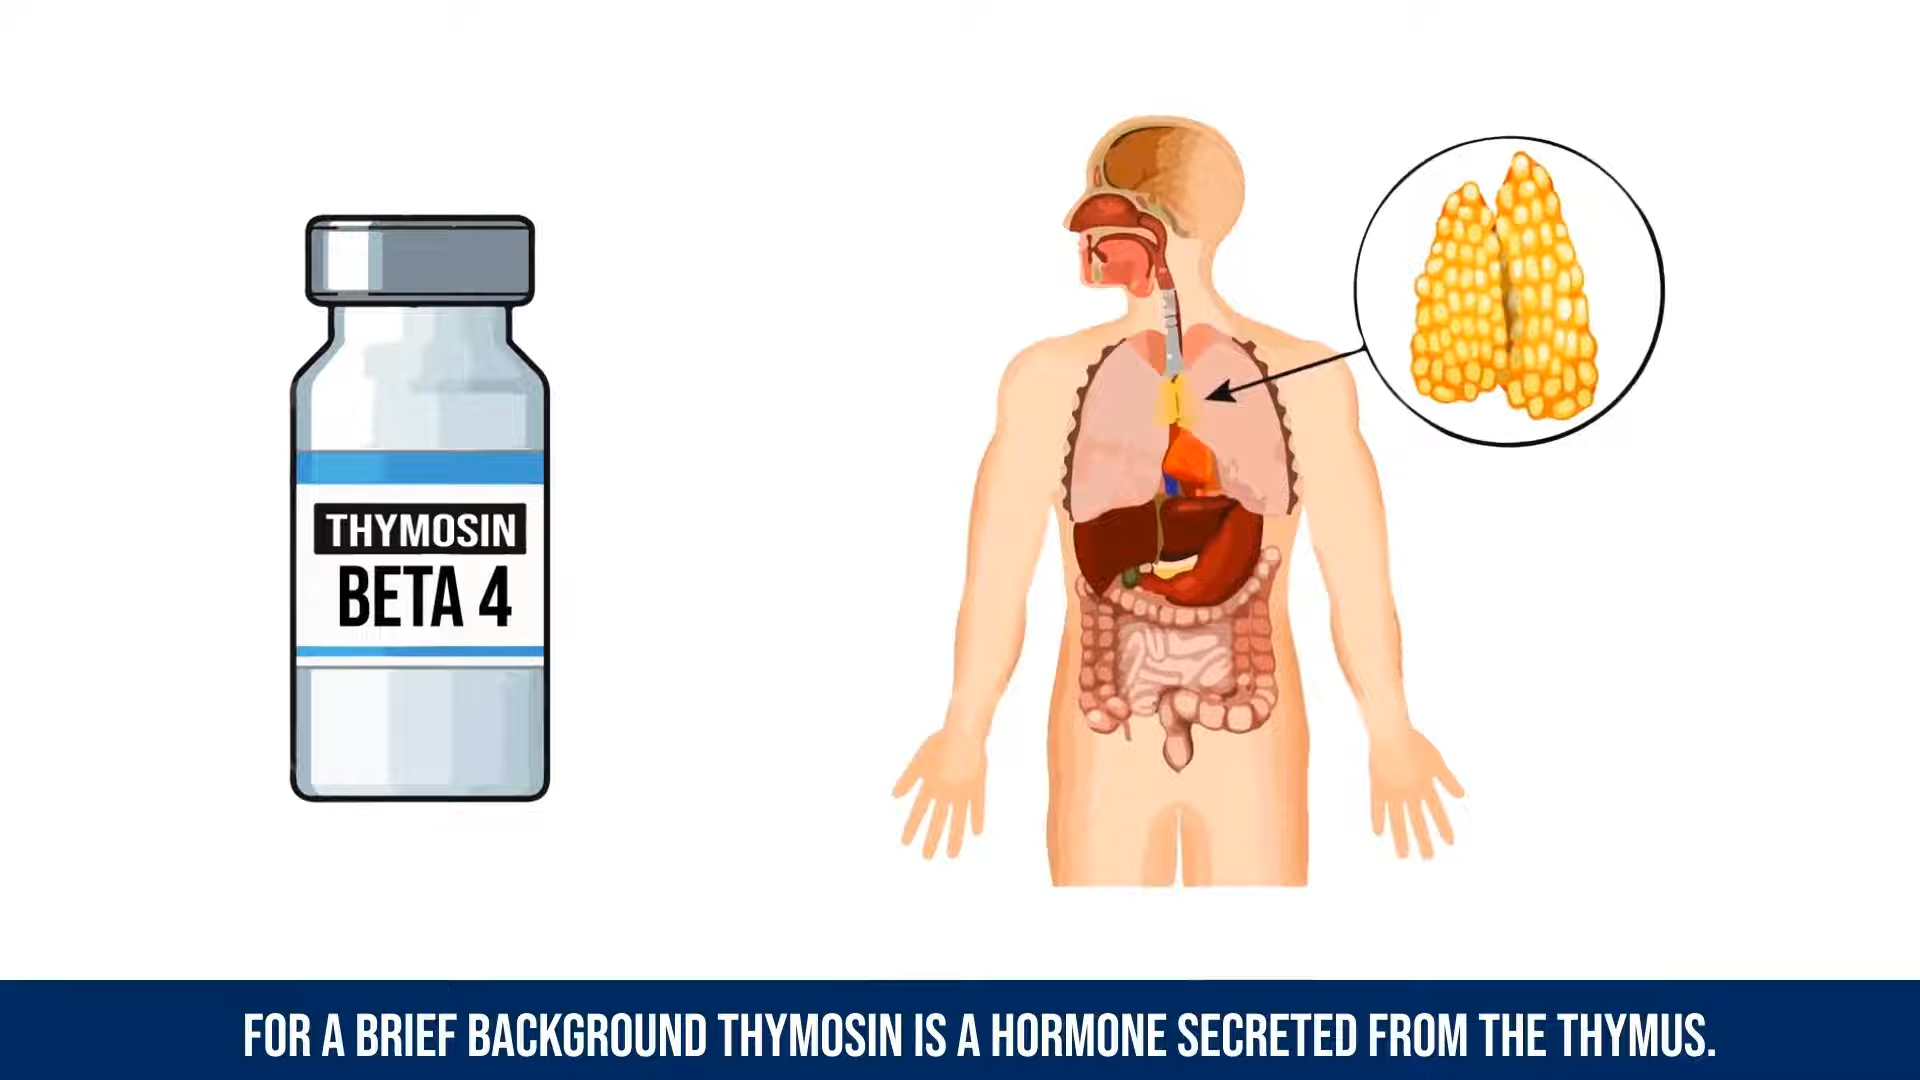 THYMOSIN
BETA 4
FOR A BRIEF BACKGROUND THYMOSIN IS A HORMONE SECRETED FROM THE THYMUS.